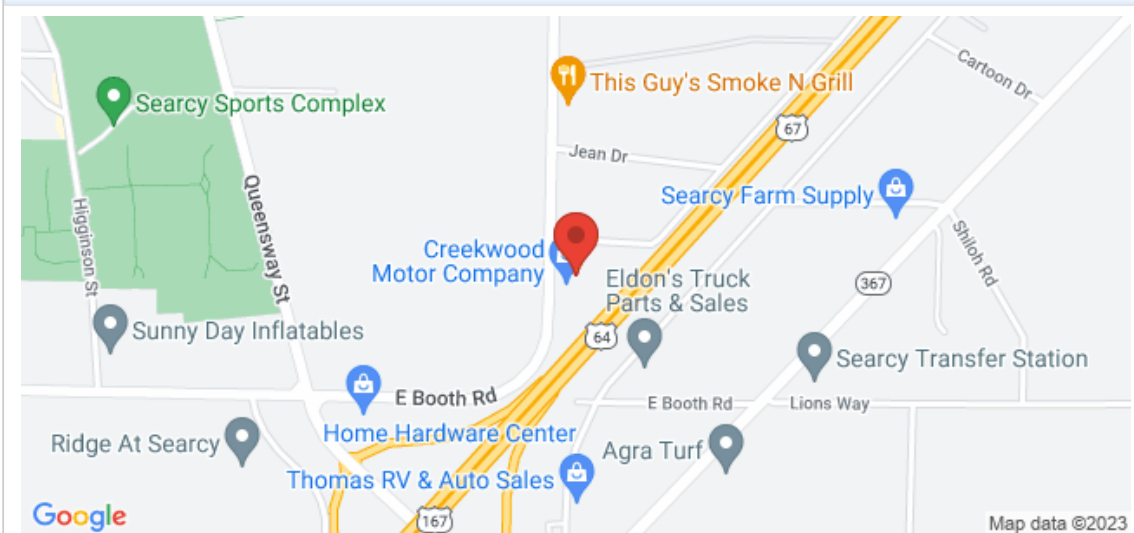 This Guy's Smoke N Grill
Cartoon Dr
Searcy Sports Complex
67
Jean Dr
Queensway St
Searcy Farm Supply
Higginson St
Creekwood
Motor Company
Shiloh Rd
Eldon's Truck
Parts & Sales
367
Sunny Day Inflatables
64
Searcy Transfer Station
E Booth Rd
E Booth Rd
Lions Way
Home Hardware Center
Ridge At Searcy
Agra Turf
Thomas RV & Auto Sales
Google
167
Map data ©2023